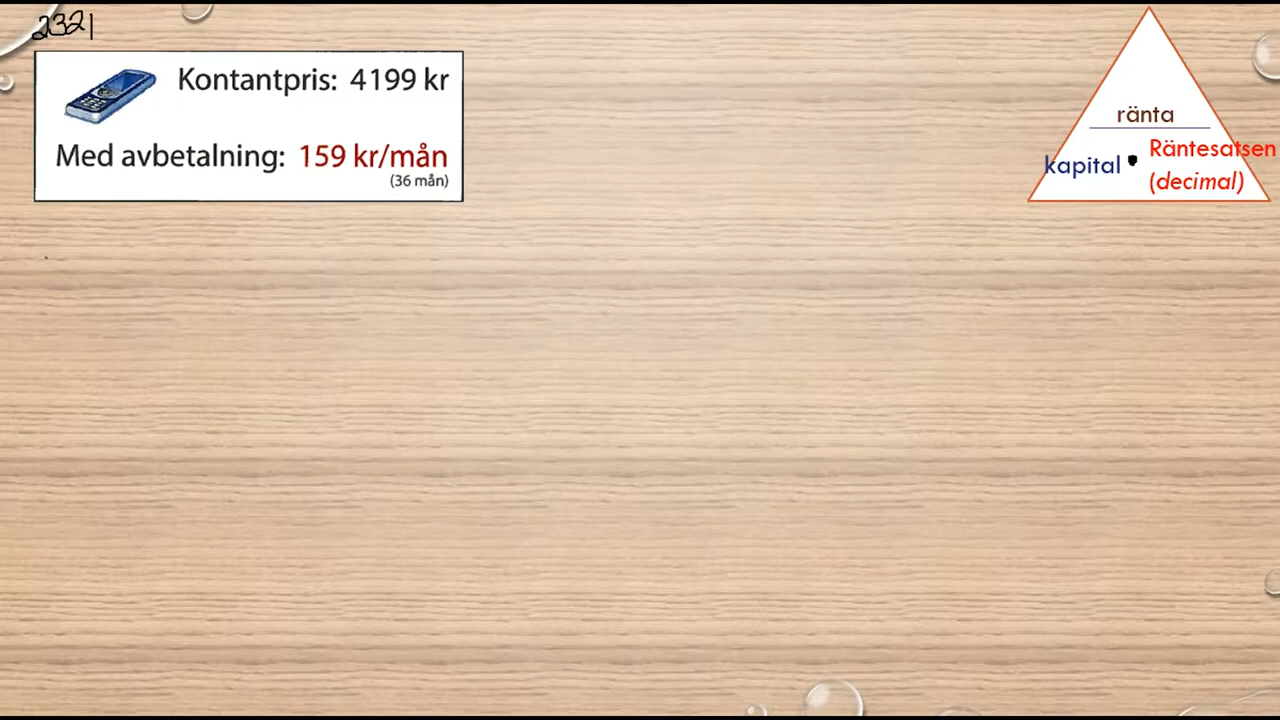 2321
Kontantpris: 4199 kr
Med avbetalning: 159 kr/mån
(36 mån)
ränta
kapital • Räntesatsen
(decimal)